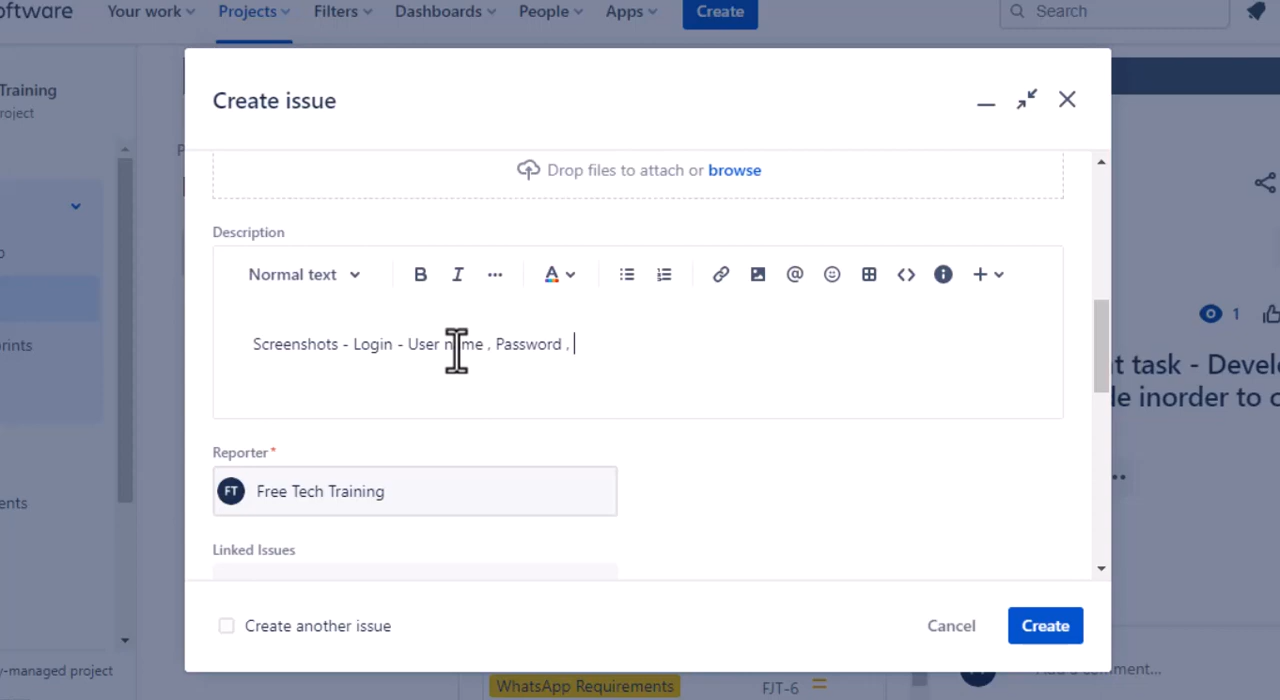 oftware Your work Projects Filters Dashboards People Apps Create Search
Training
roject
Create issue
Drop files to attach or browse
Description
Normal text B I ... A @ <> i +
Screenshots - Login - User name , Password ,
Reporter *
FT Free Tech Training
Linked Issues
Create another issue Cancel Create
o
rints
ents
y-managed project
1
t task - Devel
le inorder to c
WhatsApp Requirements FJT-6
Add a comment...